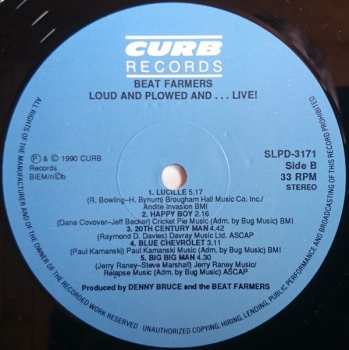 CURB
RECORDS
BEAT FARMERS
LOUD AND PLOWED AND . . . LIVE!
SLPD-3171
Side B
33 RPM
STEREO
Ⓟ & © 1990 CURB
Records
BIEM/n©b
1. LUCILLE 5.17
(R. Bowling–H. Bynum) Brougham Hall Music Co. Inc./
Andite Invasion BMI
2. HAPPY BOY 2.16
(Dana Covover–Jeff Backer) Cricket Pie Music (Adm. by Bug Music) BMI
3. 20TH CENTURY MAN 4.42
(Raymond D. Davies) Davray Music Ltd. ASCAP
4. BLUE CHEVROLET 3.11
(Paul Kamanski) Paul Kamanski Music (Adm. by Bug Music) BMI
5. BIG BIG MAN 4.30
(Jerry Raney–Steve Marshall) Jerry Raney Music/
Relapse Music (Adm. by Bug Music) ASCAP
Produced by DENNY BRUCE and the BEAT FARMERS
ALL RIGHTS OF THE MANUFACTURER AND OF THE OWNER OF THE RECORDED WORK RESERVED
UNAUTHORIZED COPYING, HIRING, LENDING, PUBLIC PERFORMANCE AND BROADCASTING OF THIS RECORD PROHIBITED